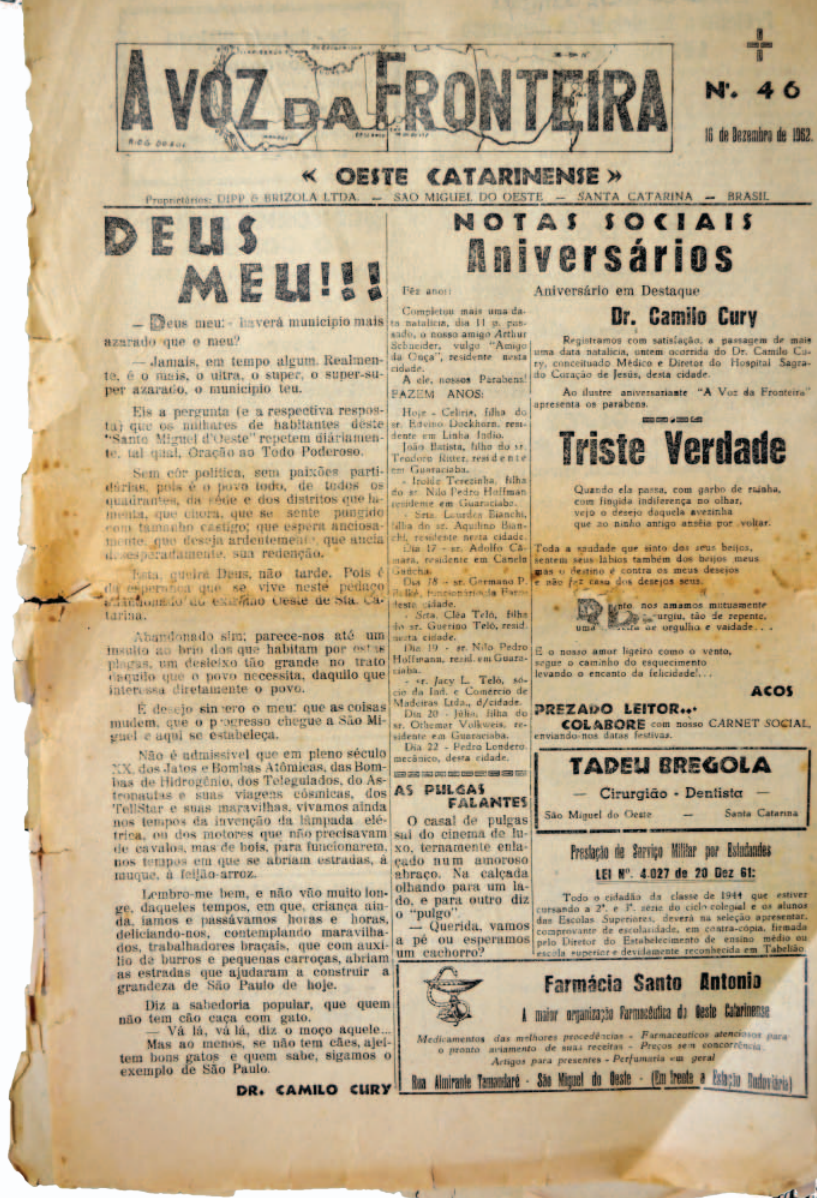 A VOZ DA FRONTEIRA
Nº. 46
16 de Dezembro de 1962.
« OESTE CATARINENSE »
Proprietários: DIPP & BRIZOLA LTDA. — SAO MIGUEL DO OESTE — SANTA CATARINA — BRASIL
DEUS
MEU!!!
— Deus meu: haverá município mais
azarado que o meu?
— Jamais, em tempo algum. Realmen-
te, é o mais, o ultra, o super, o super-su-
per azarado, o município teu.
Eis a pergunta (e a respectiva respos-
ta) que os milhares de habitantes dêste
"Santo Miguel d'Oeste" repetem diàriamen-
te, tal qual, Oração ao Todo Poderoso.
Sem côr política, sem paixões parti-
dárias, pois é o povo todo, de todos os
quadrantes, da séde e dos distritos que la-
menta, que chora, que se sente pungido
com tamanho castigo; que espera anciosa-
mente, que deseja ardentemente, que ancia
desesperadamente, sua redenção.
Esta, queira Deus, não tarde. Pois é
da esperança que se vive neste pedaço
abandonado do extremo Oeste de Sta. Ca-
tarina.
Abandonado sim; parece-nos até um
insulto ao brio dos que habitam por estas
plagas, um desleixo tão grande no trato
daquilo que o povo necessita, daquilo que
interessa diretamente o povo.
É desejo sincero o meu: que as coisas
mudem, que o progresso chegue a São Mi-
guel e aqui se estabeleça.
Não é admissível que em pleno século
XX, dos Jatos e Bombas Atômicas, das Bom-
bas de Hidrogênio, dos Teleguiados, do As-
tronautas e suas viagens cósmicas, dos
TellStar e suas maravilhas, vivamos ainda
nos tempos da invenção da lâmpada elé-
trica, ou dos motores que não precisavam
de cavalos, mas de bois, para funcionarem,
nos tempos em que se abriam estradas, á
muque, á feijão-arroz.
Lembro-me bem, e não vão muito lon-
ge, daqueles tempos, em que, criança ain-
da, íamos e passávamos horas e horas,
deliciando-nos, contemplando maravilha-
dos, trabalhadores braçais, que com auxi-
lio de burros e pequenas carroças, abriam
as estradas que ajudaram a construir a
grandeza de São Paulo de hoje.
Diz a sabedoria popular, que quem
não tem cão caça com gato.
— Vá lá, vá lá, diz o moço aquele...
Mas ao menos, se não tem cães, ajei-
tem bons gatos e quem sabe, sigamos o
exemplo de São Paulo.
DR. CAMILO CURY
NOTAS SOCIAIS
Aniversários
Fêz anos:
Completou mais uma da-
ta natalicia, dia 11 p. pas-
sado, o nosso amigo Arthur
Schneider, vulgo "Amigo
da Onça", residente nesta
cidade.
A ele, nossos Parabens!
FAZEM ANOS:
Hoje - Celiria, filha do
sr. Edvino Dockhorn, resi-
dente em Linha Indio.
João Batista, filho do sr.
Teodoro Ritter, residente
em Guaraciaba.
- Iraide Terezinha, filha
do sr. Nilo Pedro Hoffman
residente em Guaraciaba.
- Srta. Lourdes Bianchi,
filha do sr. Aquilino Bian-
chi, residente nesta cidade.
Dia 17 - sr. Adolfo Câ-
mara, residente em Canela
Gaúcha.
Dia 18 - sr. Germano P.
desta cidade.
- Srta. Cléa Teló, filha
do sr. Guerino Teló, resid.
nesta cidade.
Dia 19 - sr. Nilo Pedro
Hoffmann, resid. em Guara-
ciaba.
- sr. Jacy L. Teló, só-
cio da Ind. e Comércio de
Madeiras Ltda., d/cidade.
Dia 20 - Júlia, filha do
sr. Othemar Volkweis, re-
sidente em Guaraciaba.
Dia 22 - Pedro Londero.
mecânico, desta cidade.
AS PULGAS
FALANTES
O casal de pulgas
sai do cinema de lu-
xo, ternamente enla-
çado num amoroso
abraço. Na calçada
olhando para um la-
do, e para outro diz
o "pulgo".
— Querida, vamos
a pé ou esperamos
um cachorro?
Aniversário em Destaque
Dr. Camilo Cury
Registramos com satisfação, a passagem de mais
uma data natalicia, ontem ocorrida do Dr. Camilo Cu-
ry, conceituado Médico e Diretor do Hospital Sagra-
do Coração de Jesús, desta cidade.
Ao ilustre aniversariante "A Voz da Fronteira"
apresenta os parabens.
Triste Verdade
Quando ela passa, com garbo de rainha,
com fingida indiferença no olhar,
vejo o desejo daquela avezinha
que ao ninho antigo anséia por voltar.
Toda a saudade que sinto dos seus beijos,
sentem seus lábios também dos beijos meus
mas o destino é contra os meus desejos
e não fez caso dos desejos seus.
nos amamos mutuamente
surgiu, tão de repente,
uma de orgulho e vaidade...
E o nosso amor ligeiro como o vento,
segue o caminho do esquecimento
levando o encanto da felicidade!...
ACOS
PREZADO LEITOR...
COLABORE com nosso CARNET SOCIAL,
enviando-nos datas festivas.
TADEU BREGOLA
— Cirurgião - Dentista —
São Miguel do Oeste — Santa Catarina
Prestação de Serviço Militar por Estudandes
LEI Nº. 4.027 de 20 Dez 61:
Todo o cidadão da classe de 1944 que estiver
cursando a 2ª. e 1ª. série do ciclo colegial e os alunos
das Escolas Superiores, deverá na seleção apresentar,
comprovante de escolaridade, em contra-cópia, firmada
pelo Diretor do Estabelecimento de ensino médio ou
escola superior e devidamente reconhecida em Tabelião.
Farmácia Santo Antonio
A maior organização Farmacêutica do Oeste Catarinense
Medicamentos das melhores procedências - Farmaceuticos atenciosos para
o pronto aviamento de suas receitas - Preços sem concorrência.
Artigos para presentes - Perfumaria em geral
Rua Almirante Tamandaré - São Miguel do Oeste - (Em frente a Estação Rodoviária)